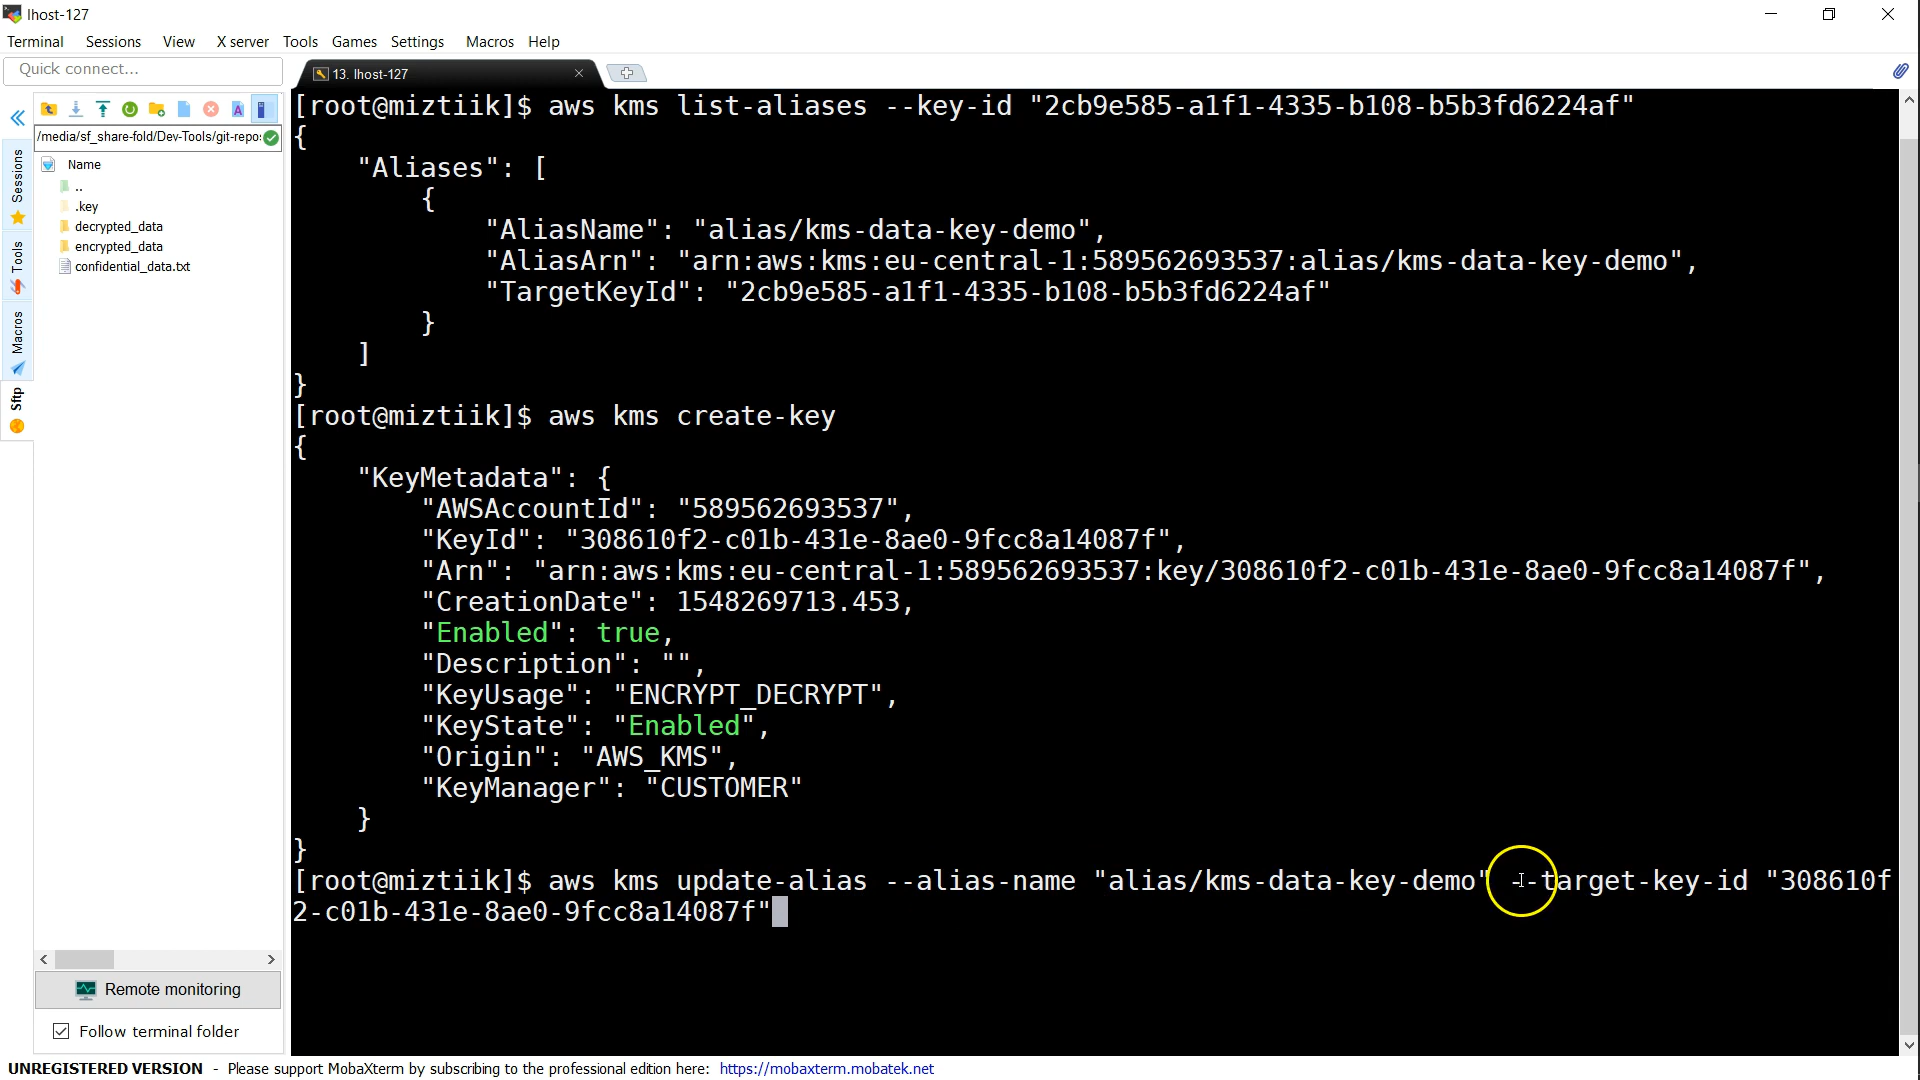 lhost-127
Terminal Sessions View X server Tools Games Settings Macros Help
Quick connect...
13. lhost-127
/media/sf_share-fold/Dev-Tools/git-repo
Name
..
.key
decrypted_data
encrypted_data
confidential_data.txt
Sessions
Tools
Macros
Sftp
Remote monitoring
Follow terminal folder
[root@miztiik]$ aws kms list-aliases --key-id "2cb9e585-a1f1-4335-b108-b5b3fd6224af"
{
    "Aliases": [
        {
            "AliasName": "alias/kms-data-key-demo",
            "AliasArn": "arn:aws:kms:eu-central-1:589562693537:alias/kms-data-key-demo",
            "TargetKeyId": "2cb9e585-a1f1-4335-b108-b5b3fd6224af"
        }
    ]
}
[root@miztiik]$ aws kms create-key
{
    "KeyMetadata": {
        "AWSAccountId": "589562693537",
        "KeyId": "308610f2-c01b-431e-8ae0-9fcc8a14087f",
        "Arn": "arn:aws:kms:eu-central-1:589562693537:key/308610f2-c01b-431e-8ae0-9fcc8a14087f",
        "CreationDate": 1548269713.453,
        "Enabled": true,
        "Description": "",
        "KeyUsage": "ENCRYPT_DECRYPT",
        "KeyState": "Enabled",
        "Origin": "AWS_KMS",
        "KeyManager": "CUSTOMER"
    }
}
[root@miztiik]$ aws kms update-alias --alias-name "alias/kms-data-key-demo" --target-key-id "308610f
2-c01b-431e-8ae0-9fcc8a14087f"
UNREGISTERED VERSION - Please support MobaXterm by subscribing to the professional edition here: https://mobaxterm.mobatek.net